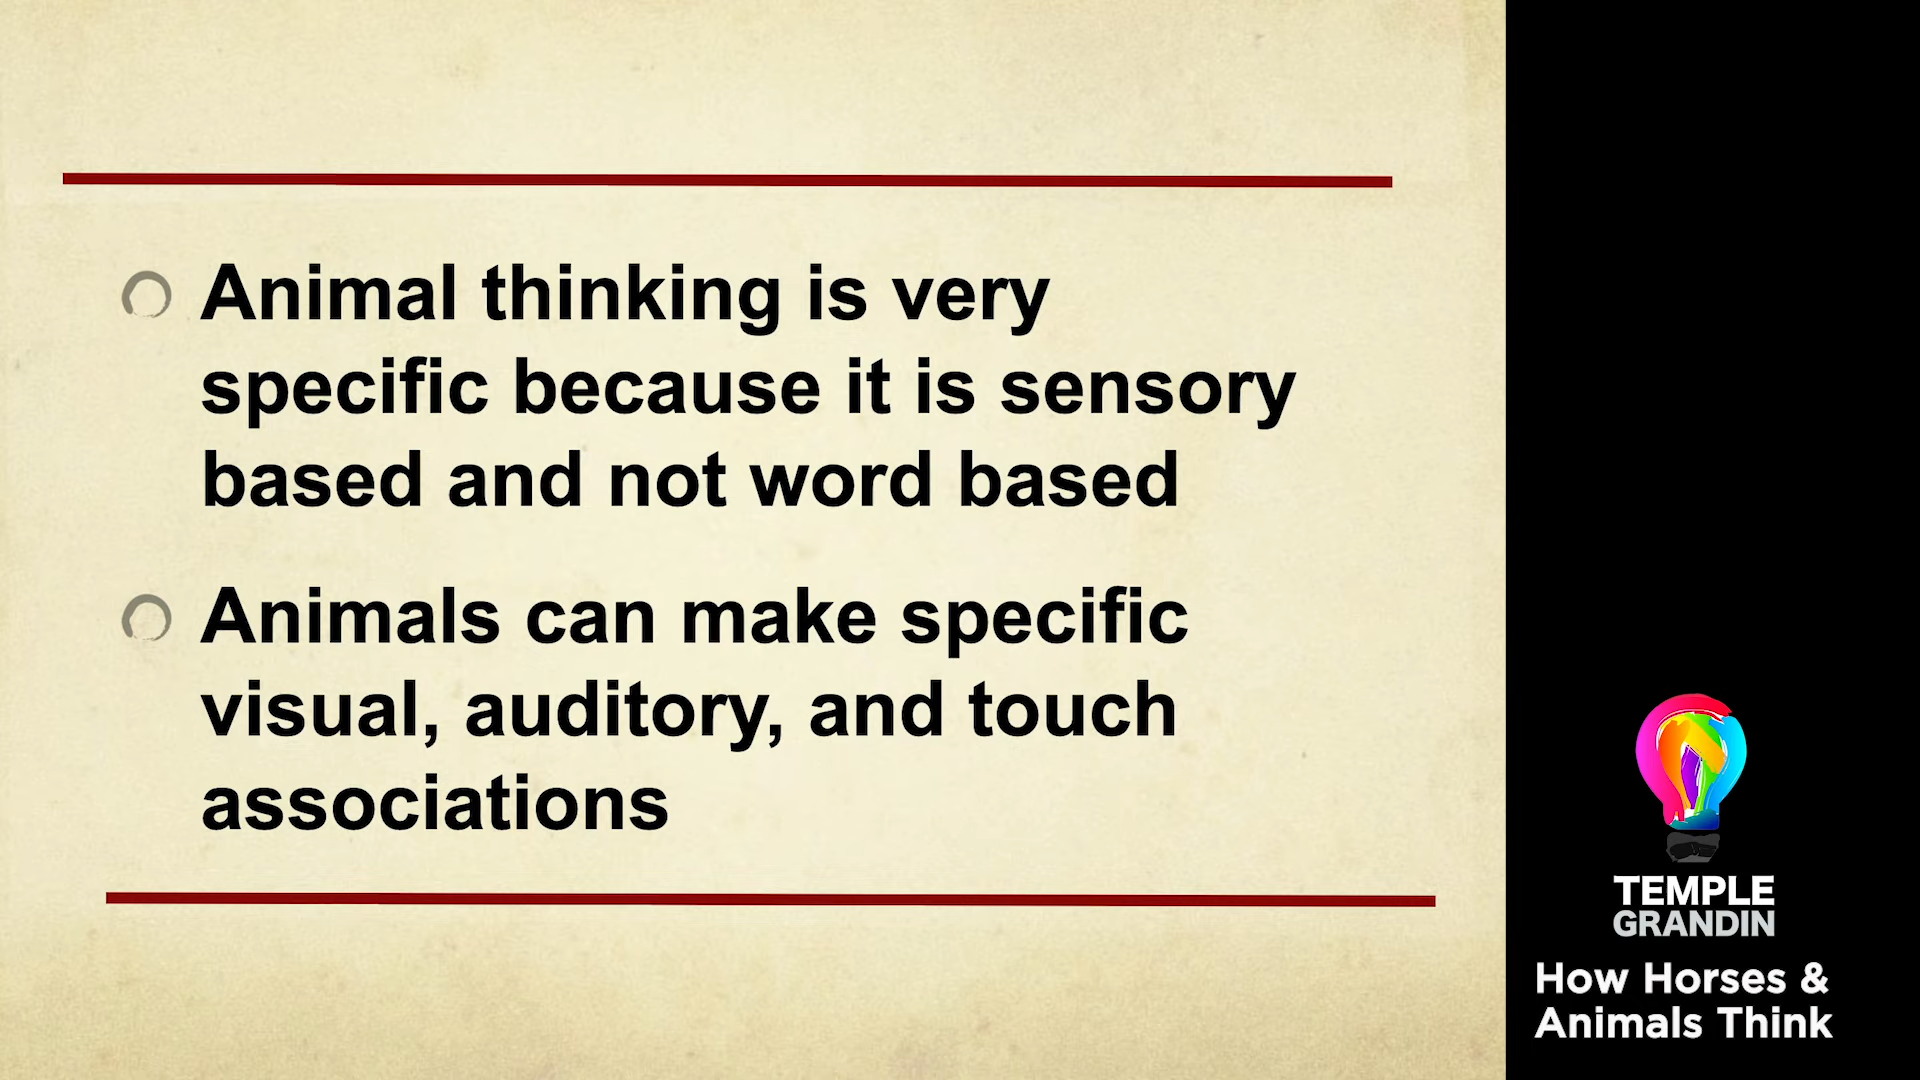 Animal thinking is very
specific because it is sensory
based and not word based
Animals can make specific
visual, auditory, and touch
associations
TEMPLE
GRANDIN
How Horses &
Animals Think